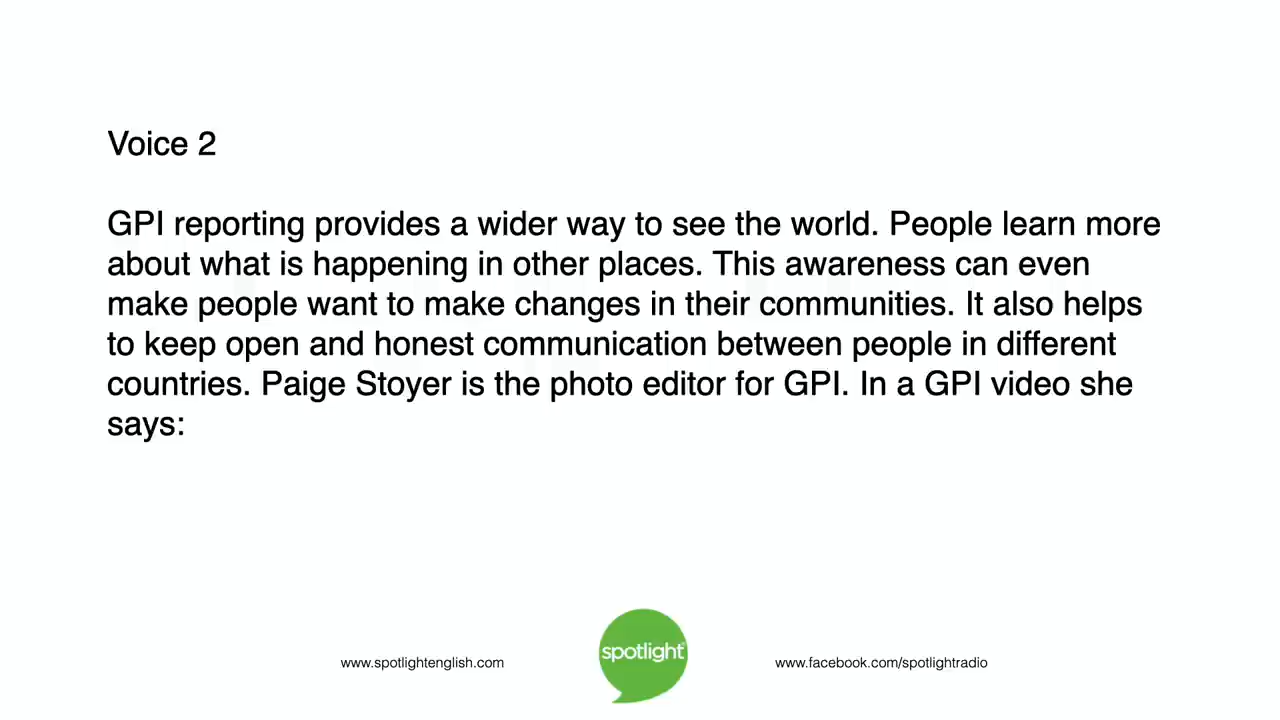 Voice 2
GPI reporting provides a wider way to see the world. People learn more
about what is happening in other places. This awareness can even
make people want to make changes in their communities. It also helps
to keep open and honest communication between people in different
countries. Paige Stoyer is the photo editor for GPI. In a GPI video she
says:
www.spotlightenglish.com
spotlight
www.facebook.com/spotlightradio